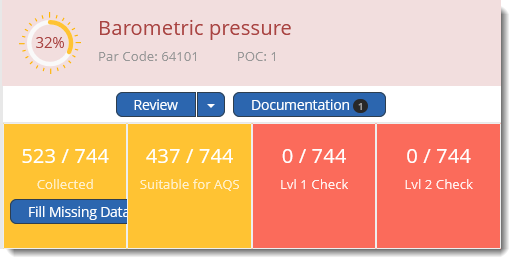 32%
Barometric pressure
Par Code: 64101 POC: 1
Review
Documentation 1
523 / 744
Collected
Fill Missing Data
437 / 744
Suitable for AQS
0 / 744
Lvl 1 Check
0 / 744
Lvl 2 Check